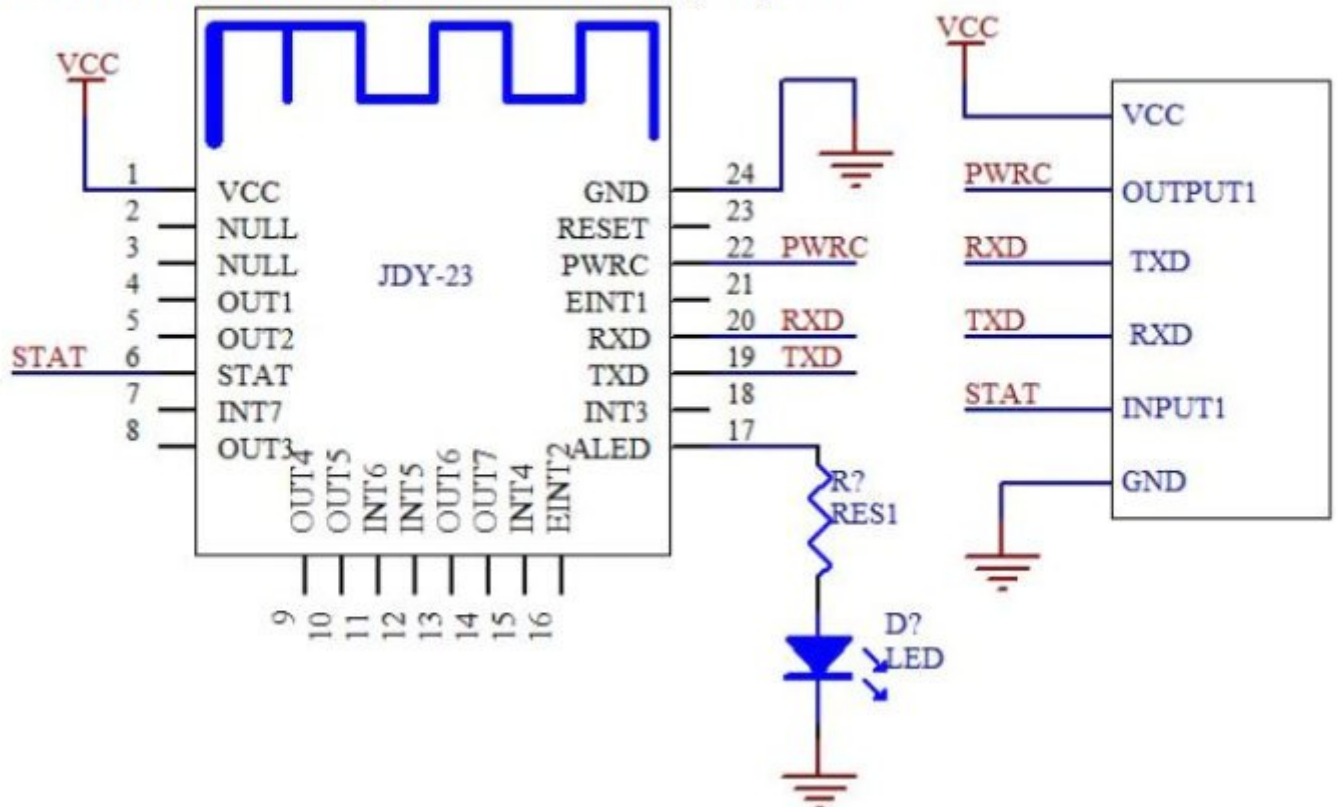 VCC
1 VCC
2 NULL
3 NULL
4 OUT1
5 OUT2
STAT 6 STAT
7 INT7
8 OUT3
JDY-23
GND 24
RESET 23
PWRC 22 PWRC
EINT1 21
RXD 20 RXD
TXD 19 TXD
INT3 18
ALED 17
OUT4
OUT5
INT6
INT5
OUT6
OUT7
INT4
EINT2
9
10
11
12
13
14
15
16
R?
RES1
D?
LED
VCC
VCC
PWRC OUTPUT1
RXD TXD
TXD RXD
STAT INPUT1
GND